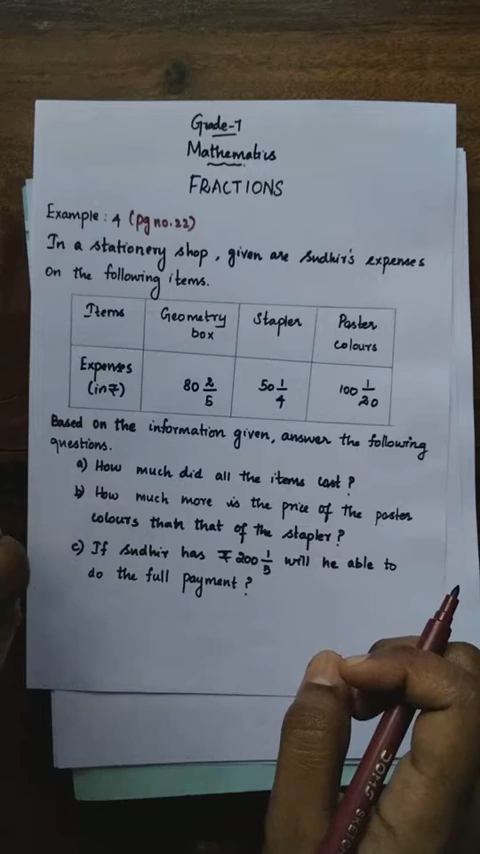 Grade-7
Mathematics
FRACTIONS
Example: 4 (pg no.22)
In a stationery shop, given are Sudhir's expenses
on the following items.
Items Geometry box Stapler Poster colours
Expenses (in ₹) 80 2/5 50 1/4 100 1/20
Based on the information given, answer the following
questions.
a) How much did all the items cost?
b) How much more is the price of the poster
colours than that of the stapler?
c) If Sudhir has ₹ 200 1/5 will he able to
do the full payment?
DOMS